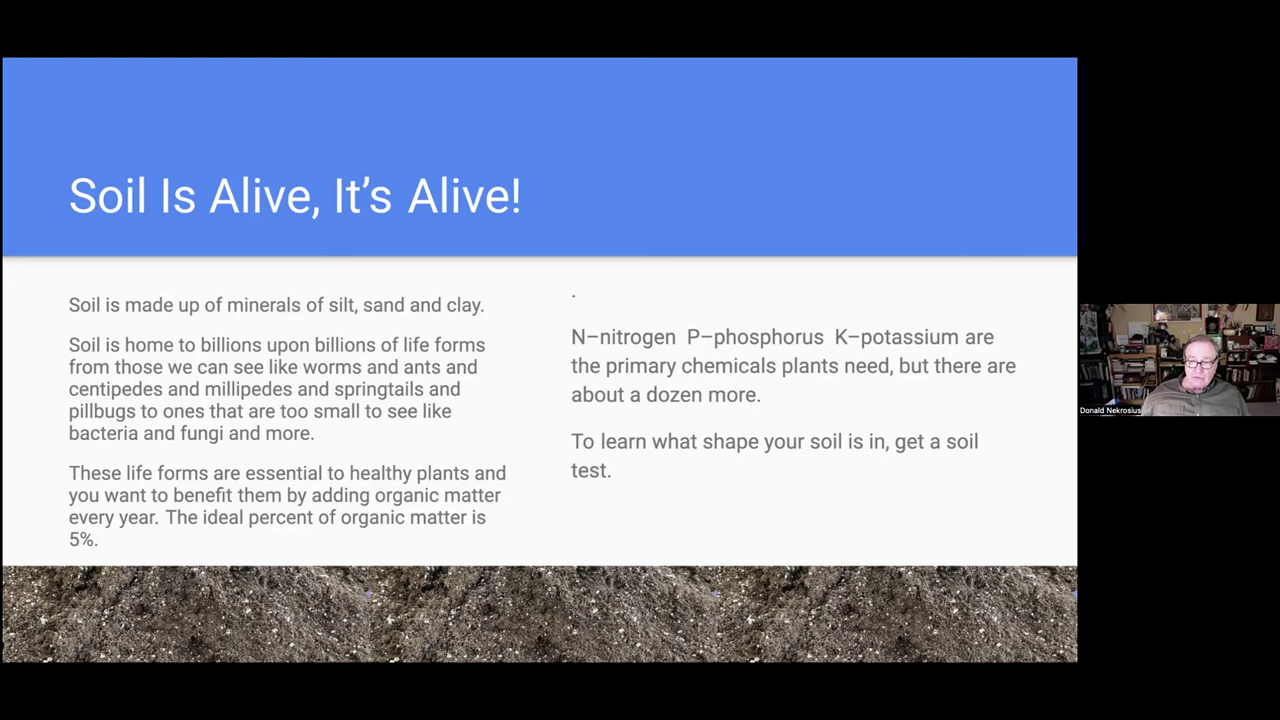 Soil Is Alive, It’s Alive!
Soil is made up of minerals of silt, sand and clay.
Soil is home to billions upon billions of life forms
from those we can see like worms and ants and
centipedes and millipedes and springtails and
pillbugs to ones that are too small to see like
bacteria and fungi and more.
These life forms are essential to healthy plants and
you want to benefit them by adding organic matter
every year. The ideal percent of organic matter is
5%.
.
N–nitrogen P–phosphorus K–potassium are
the primary chemicals plants need, but there are
about a dozen more.
To learn what shape your soil is in, get a soil
test.
Donald Nekrosius